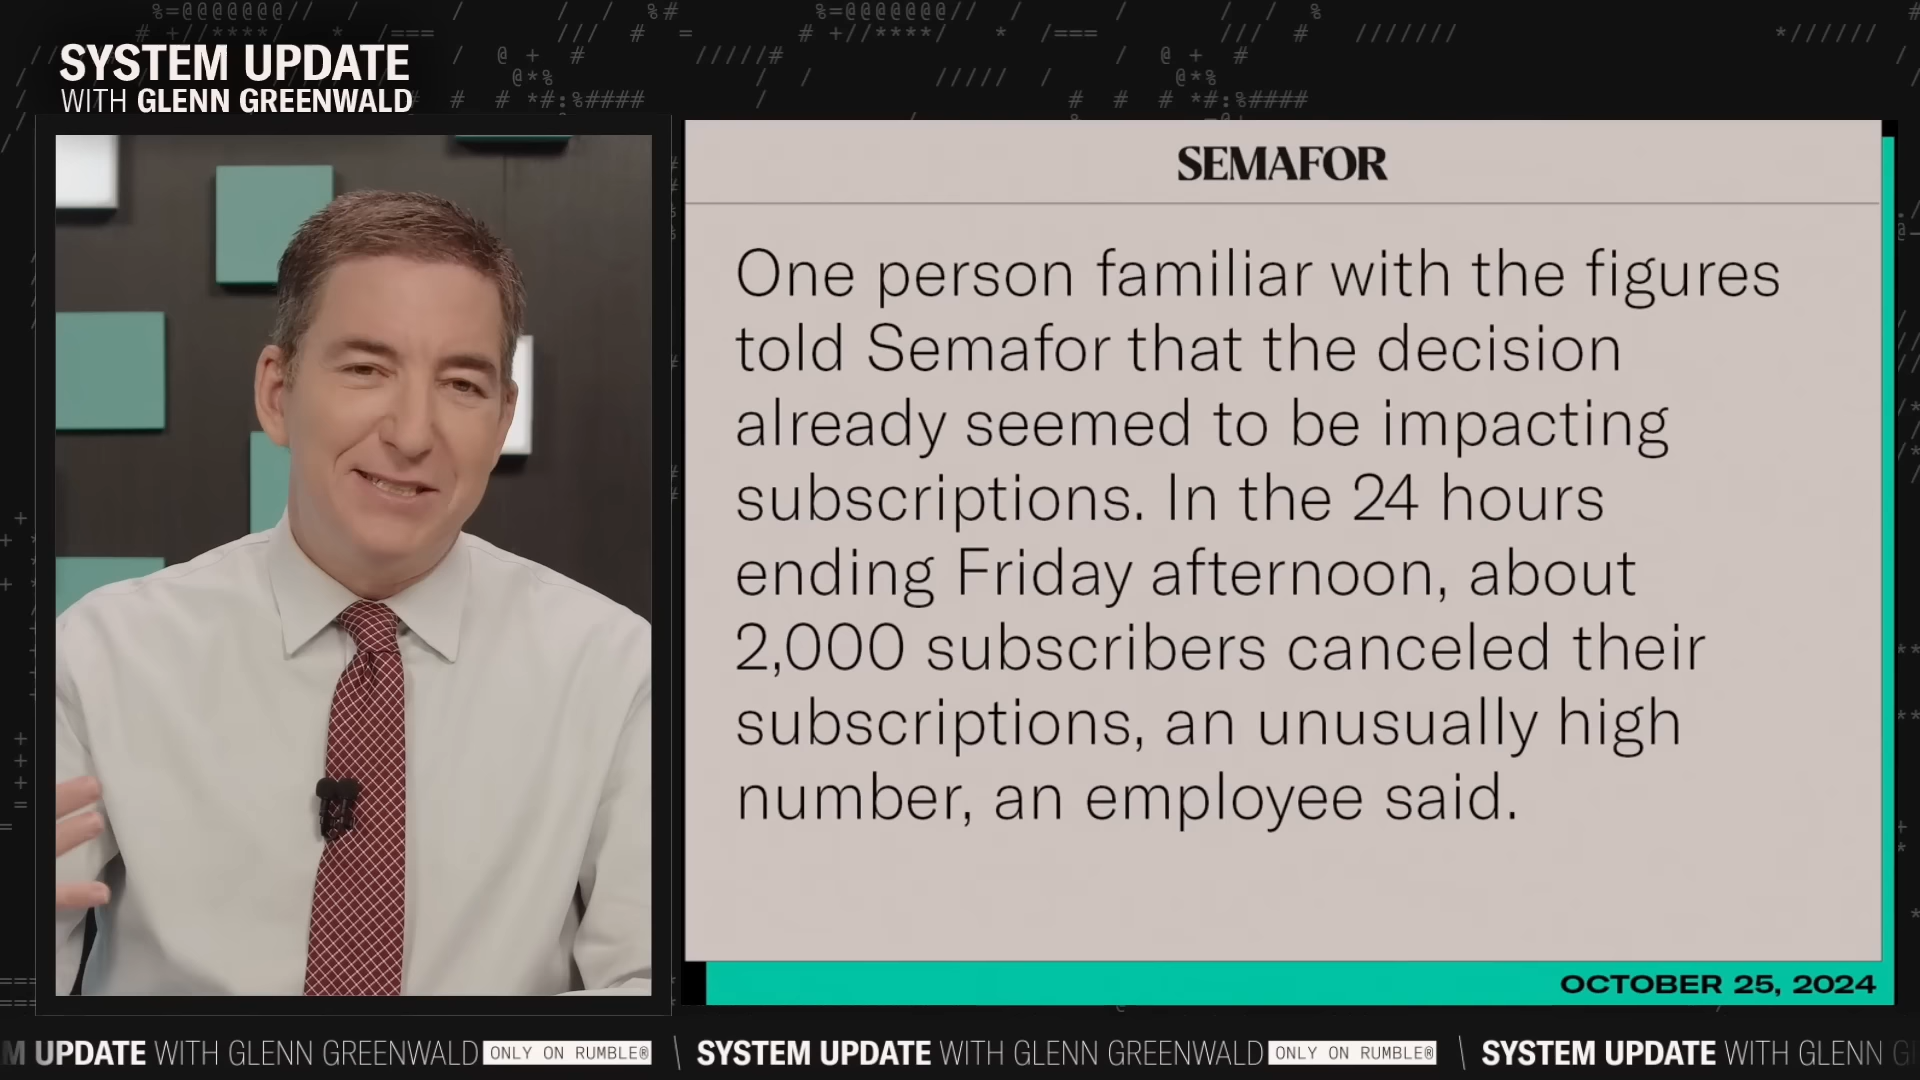 SYSTEM UPDATE
WITH GLENN GREENWALD
SEMAFOR
One person familiar with the figures
told Semafor that the decision
already seemed to be impacting
subscriptions. In the 24 hours
ending Friday afternoon, about
2,000 subscribers canceled their
subscriptions, an unusually high
number, an employee said.
OCTOBER 25, 2024
M UPDATE WITH GLENN GREENWALD ONLY ON RUMBLE® \ SYSTEM UPDATE WITH GLENN GREENWALD ONLY ON RUMBLE® \ SYSTEM UPDATE WITH GLENN G